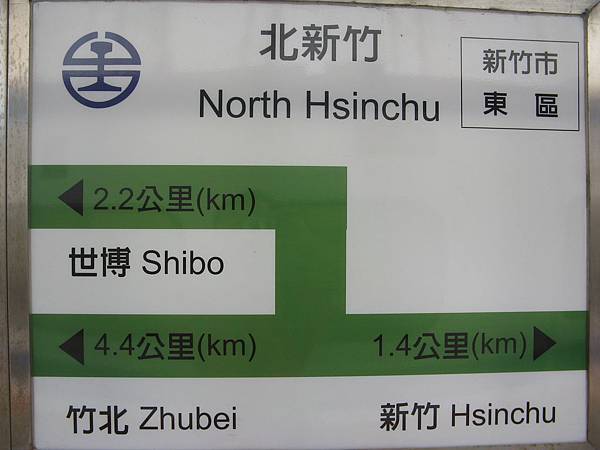 北新竹
North Hsinchu
新竹市
東區
◀ 2.2公里(km)
世博 Shibo
◀ 4.4公里(km)
1.4公里(km) ▶
竹北 Zhubei
新竹 Hsinchu